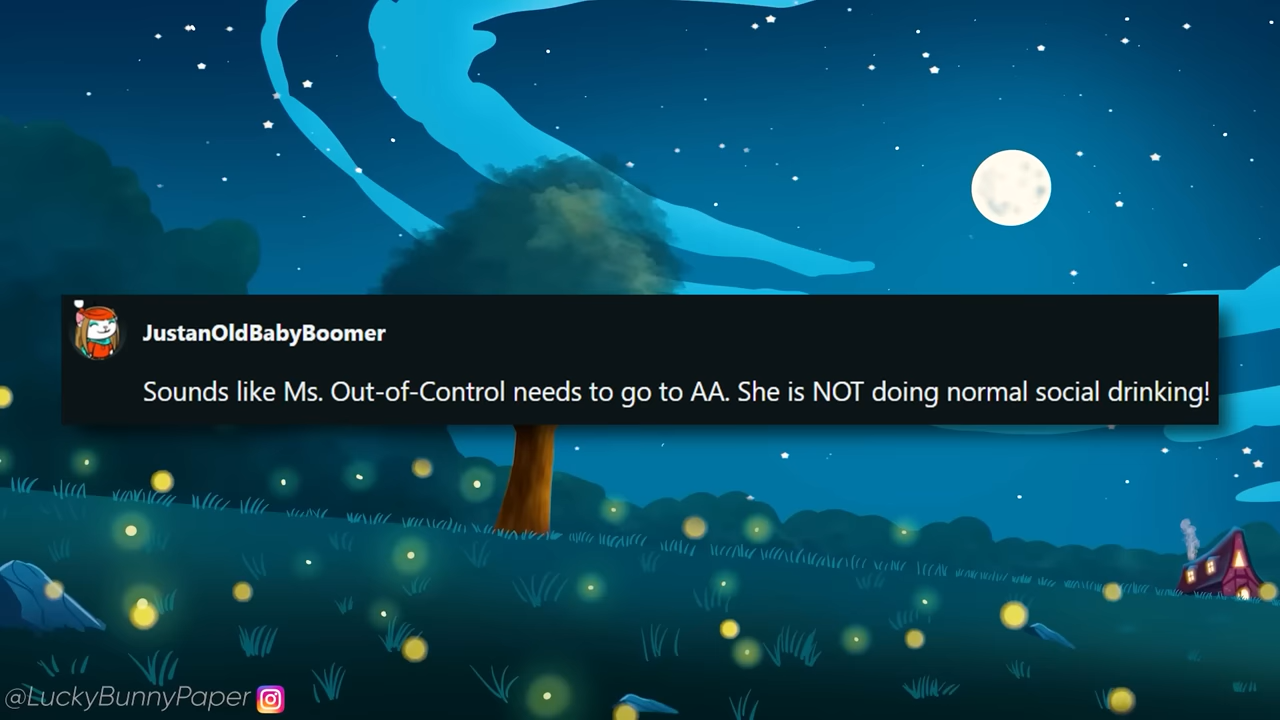 JustanOldBabyBoomer
Sounds like Ms. Out-of-Control needs to go to AA. She is NOT doing normal social drinking!
@LuckyBunnyPaper